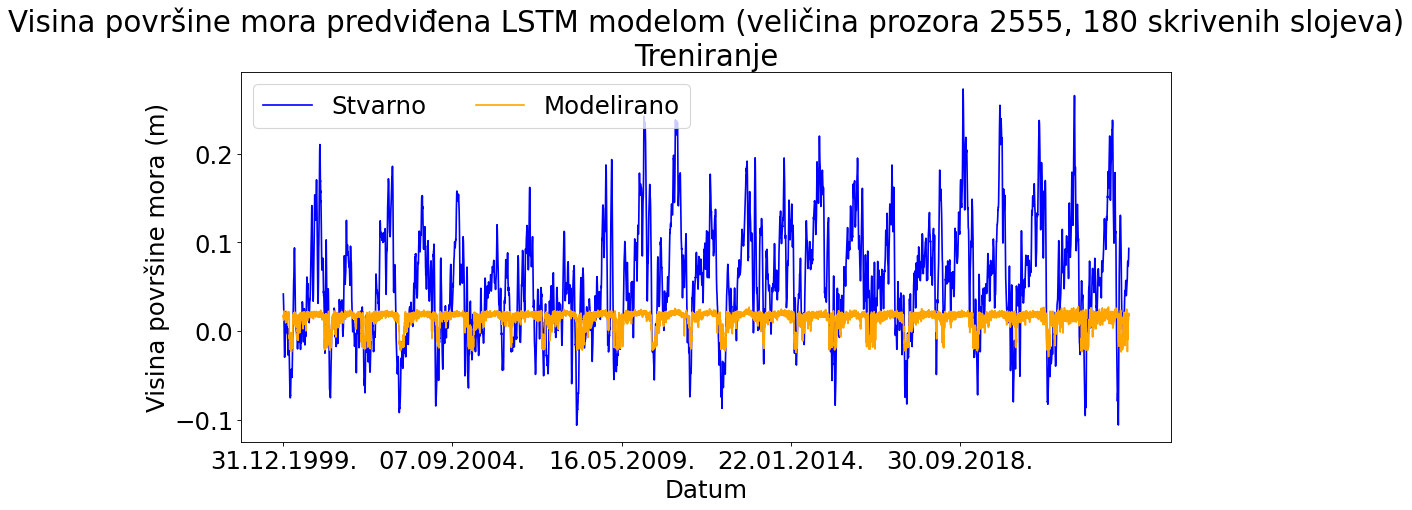 Visina površine mora predviđena LSTM modelom (veličina prozora 2555, 180 skrivenih slojeva)
Treniranje
Stvarno Modelirano
Visina površine mora (m)
0.2
0.1
0.0
−0.1
31.12.1999. 07.09.2004. 16.05.2009. 22.01.2014. 30.09.2018.
Datum